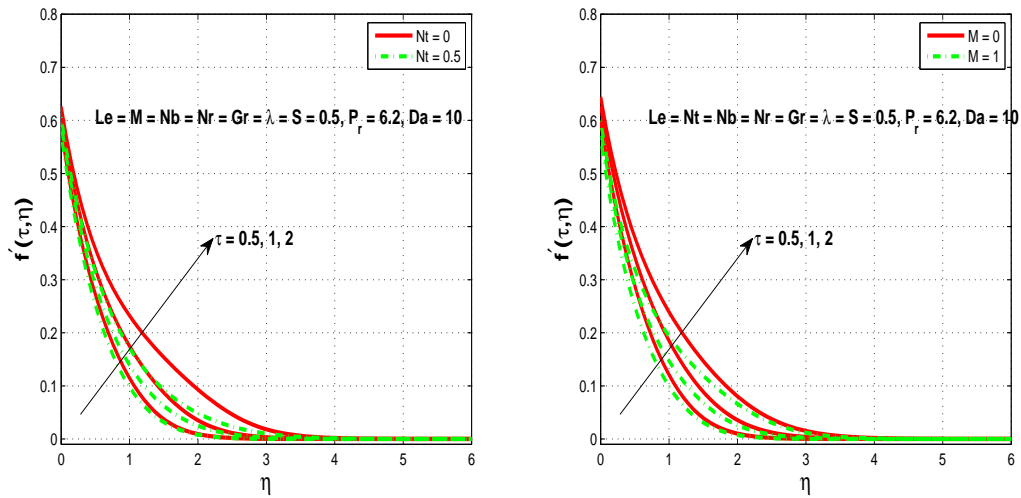 0.8
0.7
0.6
0.5
0.4
0.3
0.2
0.1
0
f´(τ,η)
Nt = 0
Nt = 0.5
Le = M = Nb = Nr = Gr = λ = S = 0.5, P_r = 6.2, Da = 10
τ = 0.5, 1, 2
0 1 2 3 4 5 6
η
0.8
0.7
0.6
0.5
0.4
0.3
0.2
0.1
0
f´(τ,η)
M = 0
M = 1
Le = Nt = Nb = Nr = Gr = λ = S = 0.5, P_r = 6.2, Da = 10
τ = 0.5, 1, 2
0 1 2 3 4 5 6
η